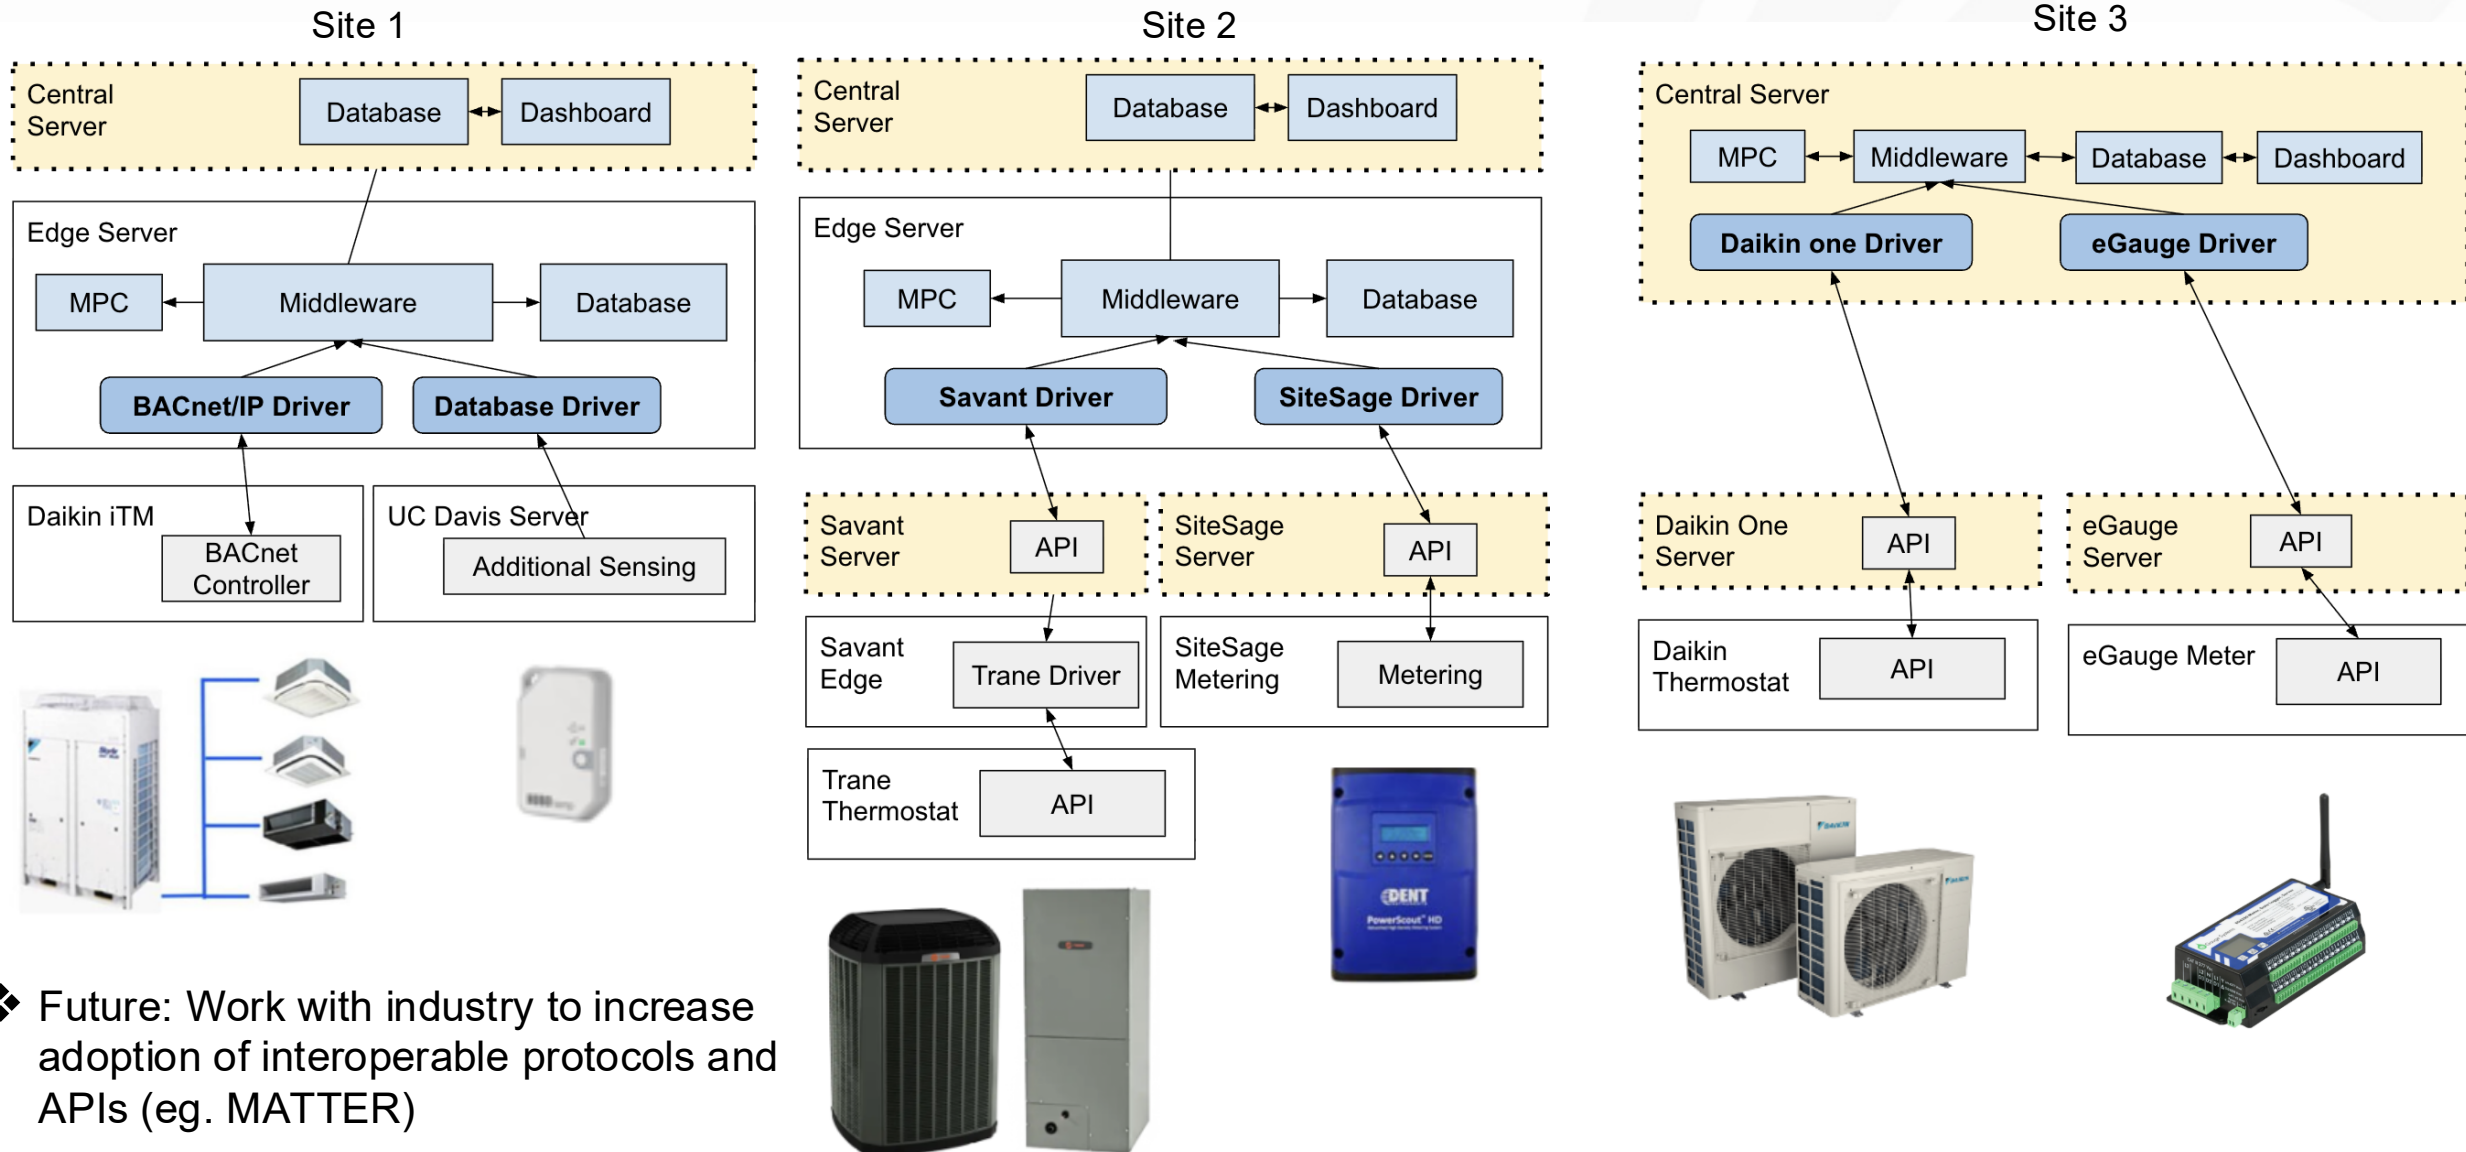 Site 1
Central
Server
Database
Dashboard
Edge Server
MPC
Middleware
Database
BACnet/IP Driver
Database Driver
Daikin iTM
BACnet
Controller
UC Davis Server
Additional Sensing
Site 2
Central
Server
Database
Dashboard
Edge Server
MPC
Middleware
Database
Savant Driver
SiteSage Driver
Savant
Server
API
SiteSage
Server
API
Savant
Edge
Trane Driver
SiteSage
Metering
Metering
Trane
Thermostat
API
DENT
PowerScout™ HD
Site 3
Central Server
MPC
Middleware
Database
Dashboard
Daikin one Driver
eGauge Driver
Daikin One
Server
API
eGauge
Server
API
Daikin
Thermostat
API
eGauge Meter
API
DAIKIN
❖ Future: Work with industry to increase
adoption of interoperable protocols and
APIs (eg. MATTER)